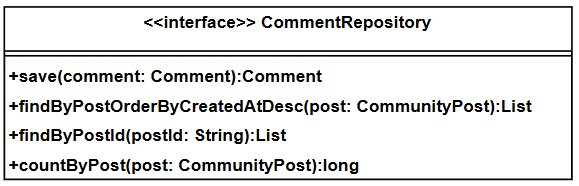 <<interface>> CommentRepository
+save(comment: Comment):Comment
+findByPostOrderByCreatedAtDesc(post: CommunityPost):List
+findByPostId(postId: String):List
+countByPost(post: CommunityPost):long